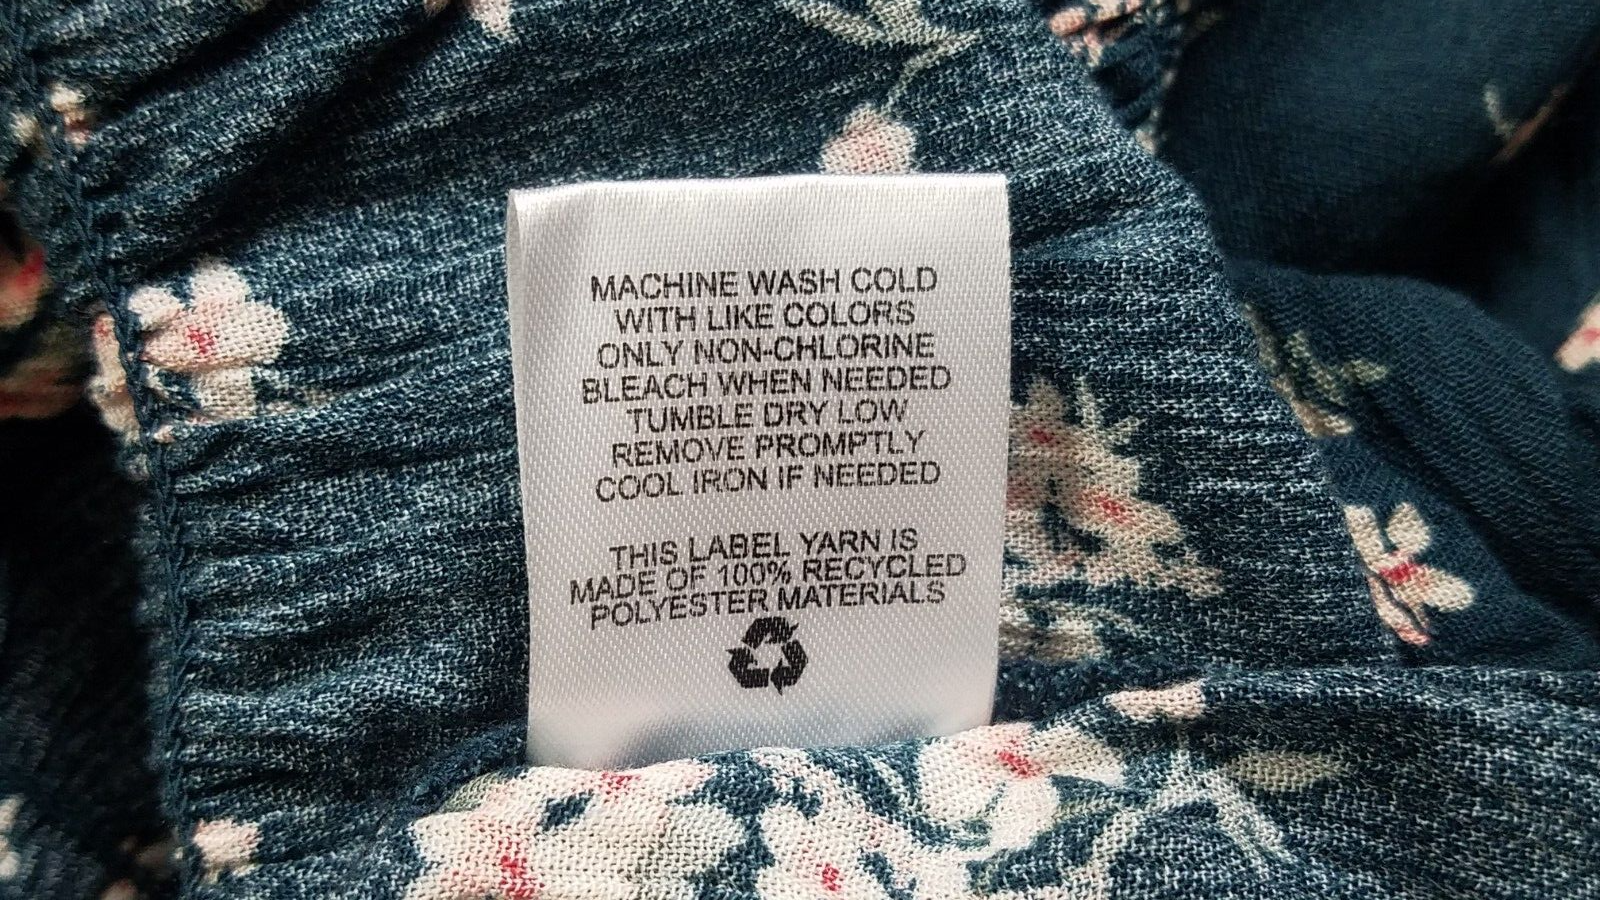 MACHINE WASH COLD
WITH LIKE COLORS
ONLY NON-CHLORINE
BLEACH WHEN NEEDED
TUMBLE DRY LOW
REMOVE PROMPTLY
COOL IRON IF NEEDED
THIS LABEL YARN IS
MADE OF 100% RECYCLED
POLYESTER MATERIALS